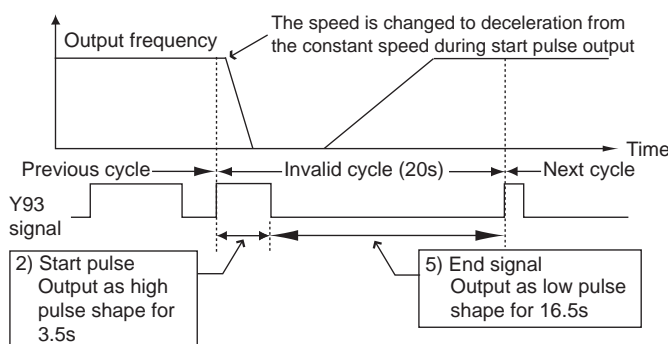 Output frequency
The speed is changed to deceleration from
the constant speed during start pulse output
Time
Previous cycle
Invalid cycle (20s)
Next cycle
Y93
signal
2) Start pulse
Output as high
pulse shape for
3.5s
5) End signal
Output as low pulse
shape for 16.5s